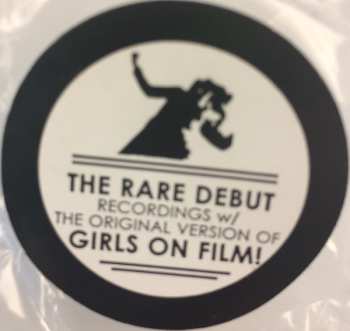 THE RARE DEBUT
RECORDINGS w/
THE ORIGINAL VERSION OF
GIRLS ON FILM!